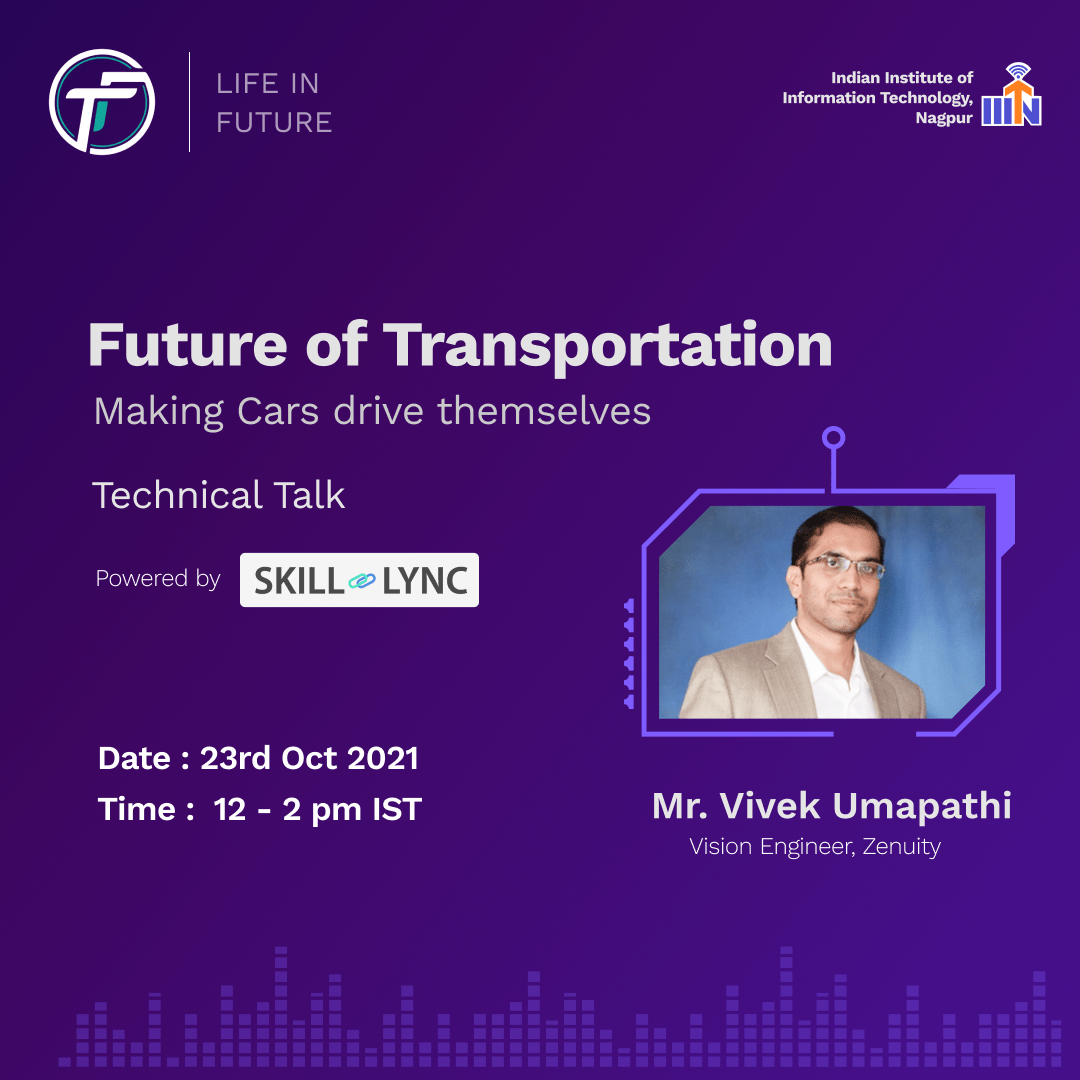 LIFE IN
FUTURE
Indian Institute of
Information Technology,
Nagpur
IIITN
Future of Transportation
Making Cars drive themselves
Technical Talk
Powered by
SKILL LYNC
Date : 23rd Oct 2021
Time : 12 - 2 pm IST
Mr. Vivek Umapathi
Vision Engineer, Zenuity